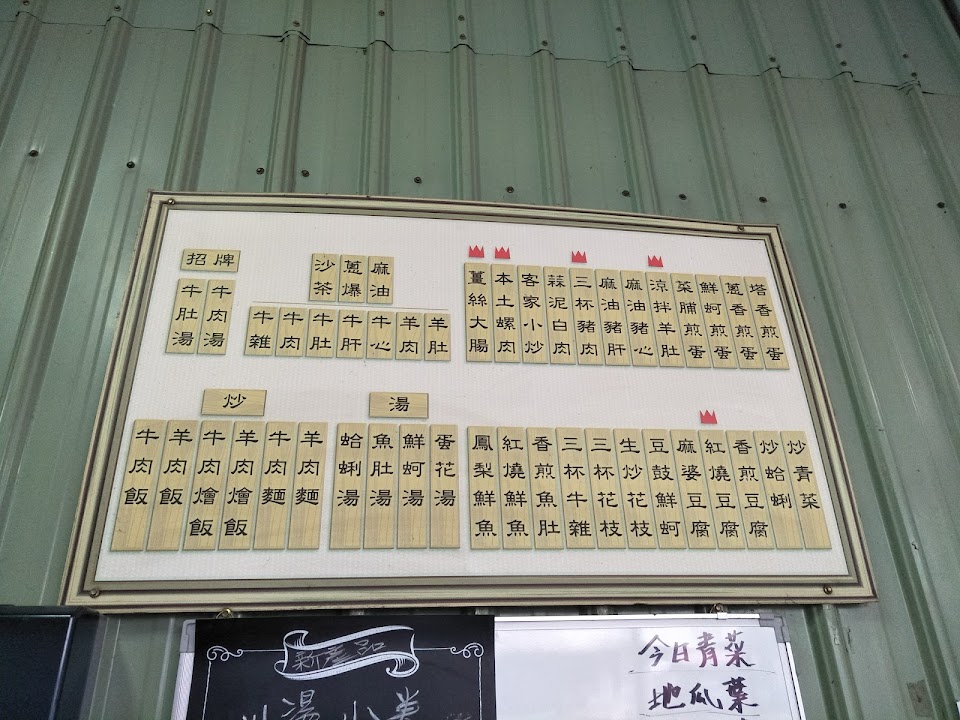 招牌
牛肚湯
牛肉湯
沙茶
蔥爆
麻油
牛雜
牛肉
牛肚
牛肝
牛心
羊肉
羊肚
薑絲大腸
本土螺肉
客家小炒
蒜泥白肉
三杯豬肉
麻油豬肝
麻油豬心
涼拌羊肚
菜脯煎蛋
鮮蚵煎蛋
蔥香煎蛋
塔香煎蛋
炒
牛肉飯
羊肉飯
牛肉燴飯
羊肉燴飯
牛肉麵
羊肉麵
湯
蛤蜊湯
魚肚湯
鮮蚵湯
蛋花湯
鳳梨鮮魚
紅燒鮮魚
香煎魚肚
三杯牛雜
三杯花枝
生炒花枝
豆鼓鮮蚵
麻婆豆腐
紅燒豆腐
香煎豆腐
炒蛤蜊
炒青菜
今日青菜
地瓜葉